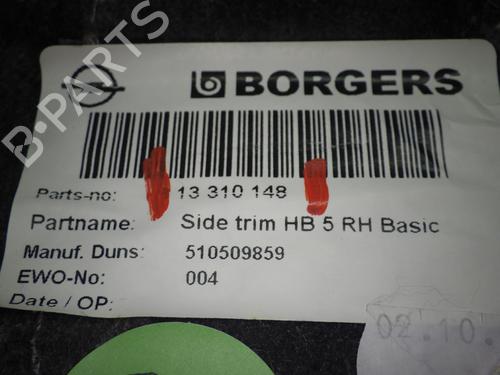 B-PARTS
BORGERS
Parts-no: 13 310 148
Partname: Side trim HB 5 RH Basic
Manuf. Duns: 510509859
EWO-No: 004
Date / OP:
02.10.